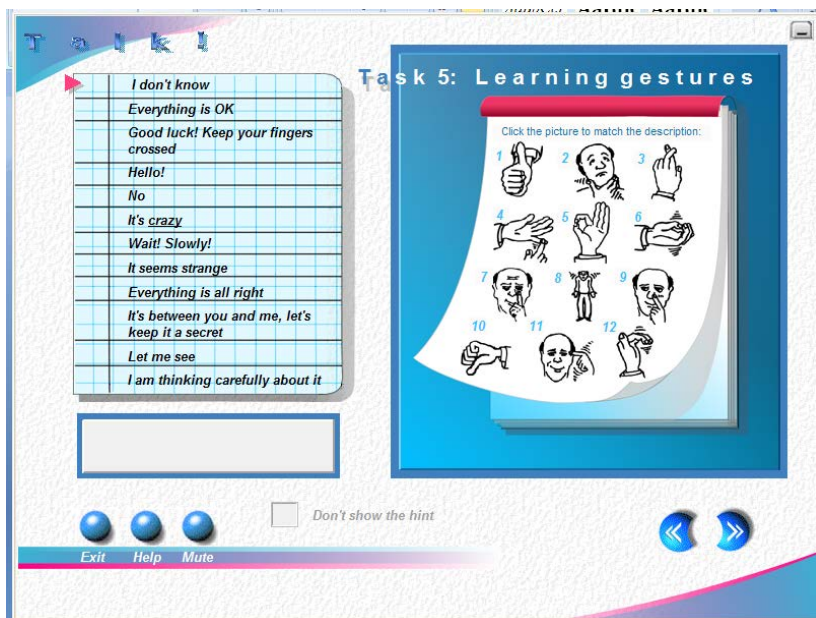 Talk!
Task 5: Learning gestures
I don't know
Everything is OK
Good luck! Keep your fingers
crossed
Hello!
No
It's crazy
Wait! Slowly!
It seems strange
Everything is all right
It's between you and me, let's
keep it a secret
Let me see
I am thinking carefully about it
Click the picture to match the description:
1 2 3
4 5 6
7 8 9
10 11 12
Don't show the hint
Exit Help Mute